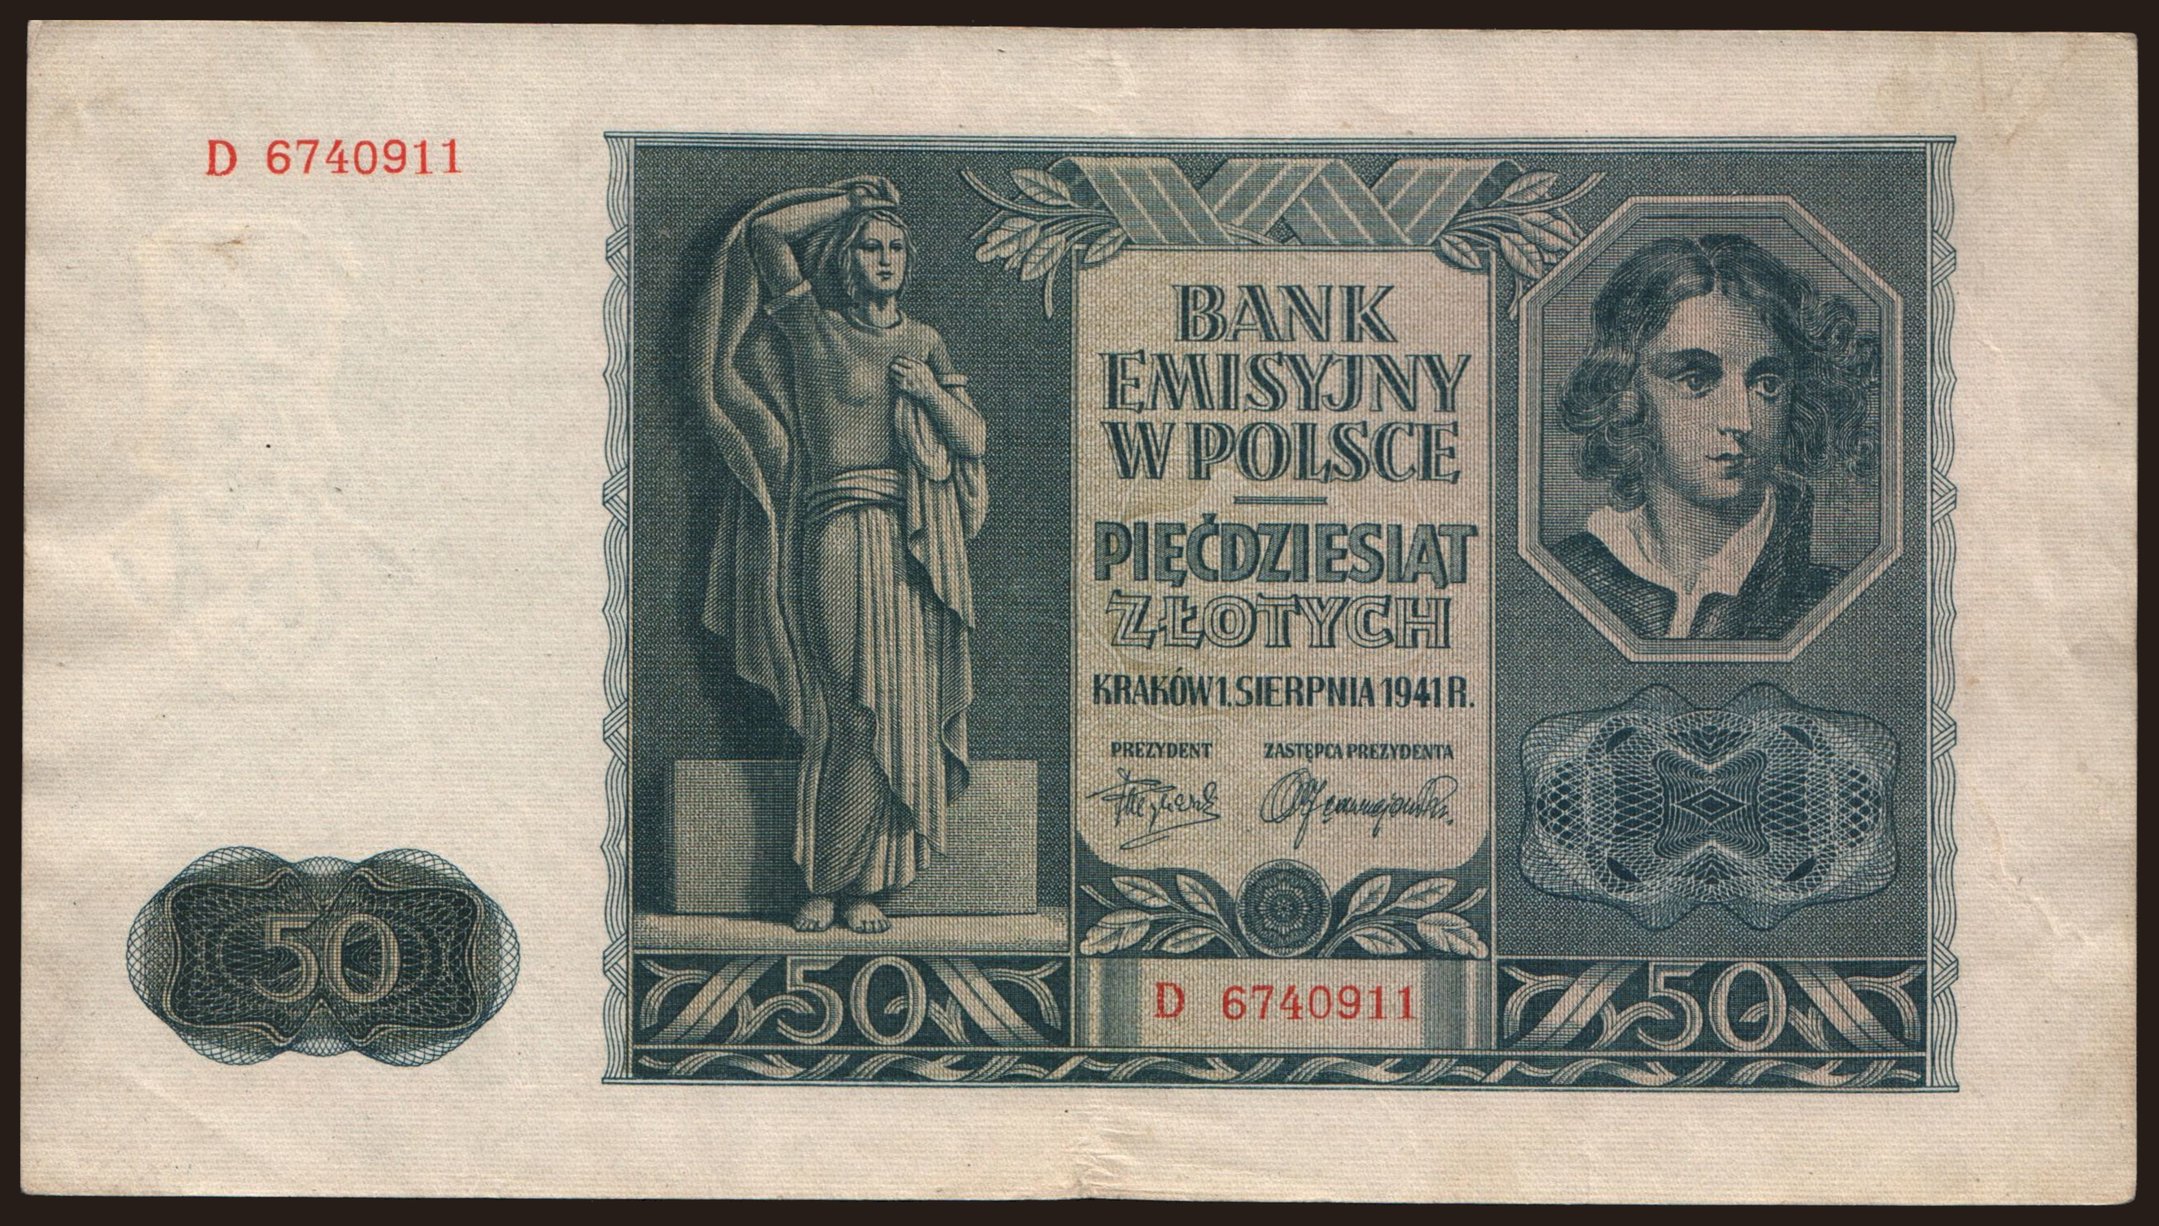 D 6740911
BANK
EMISYJNY
W POLSCE
PIĘĆDZIESIĄT
ZŁOTYCH
KRAKÓW 1. SIERPNIA 1941 R.
PREZYDENT ZASTĘPCA PREZYDENTA
50
50 D 6740911 50